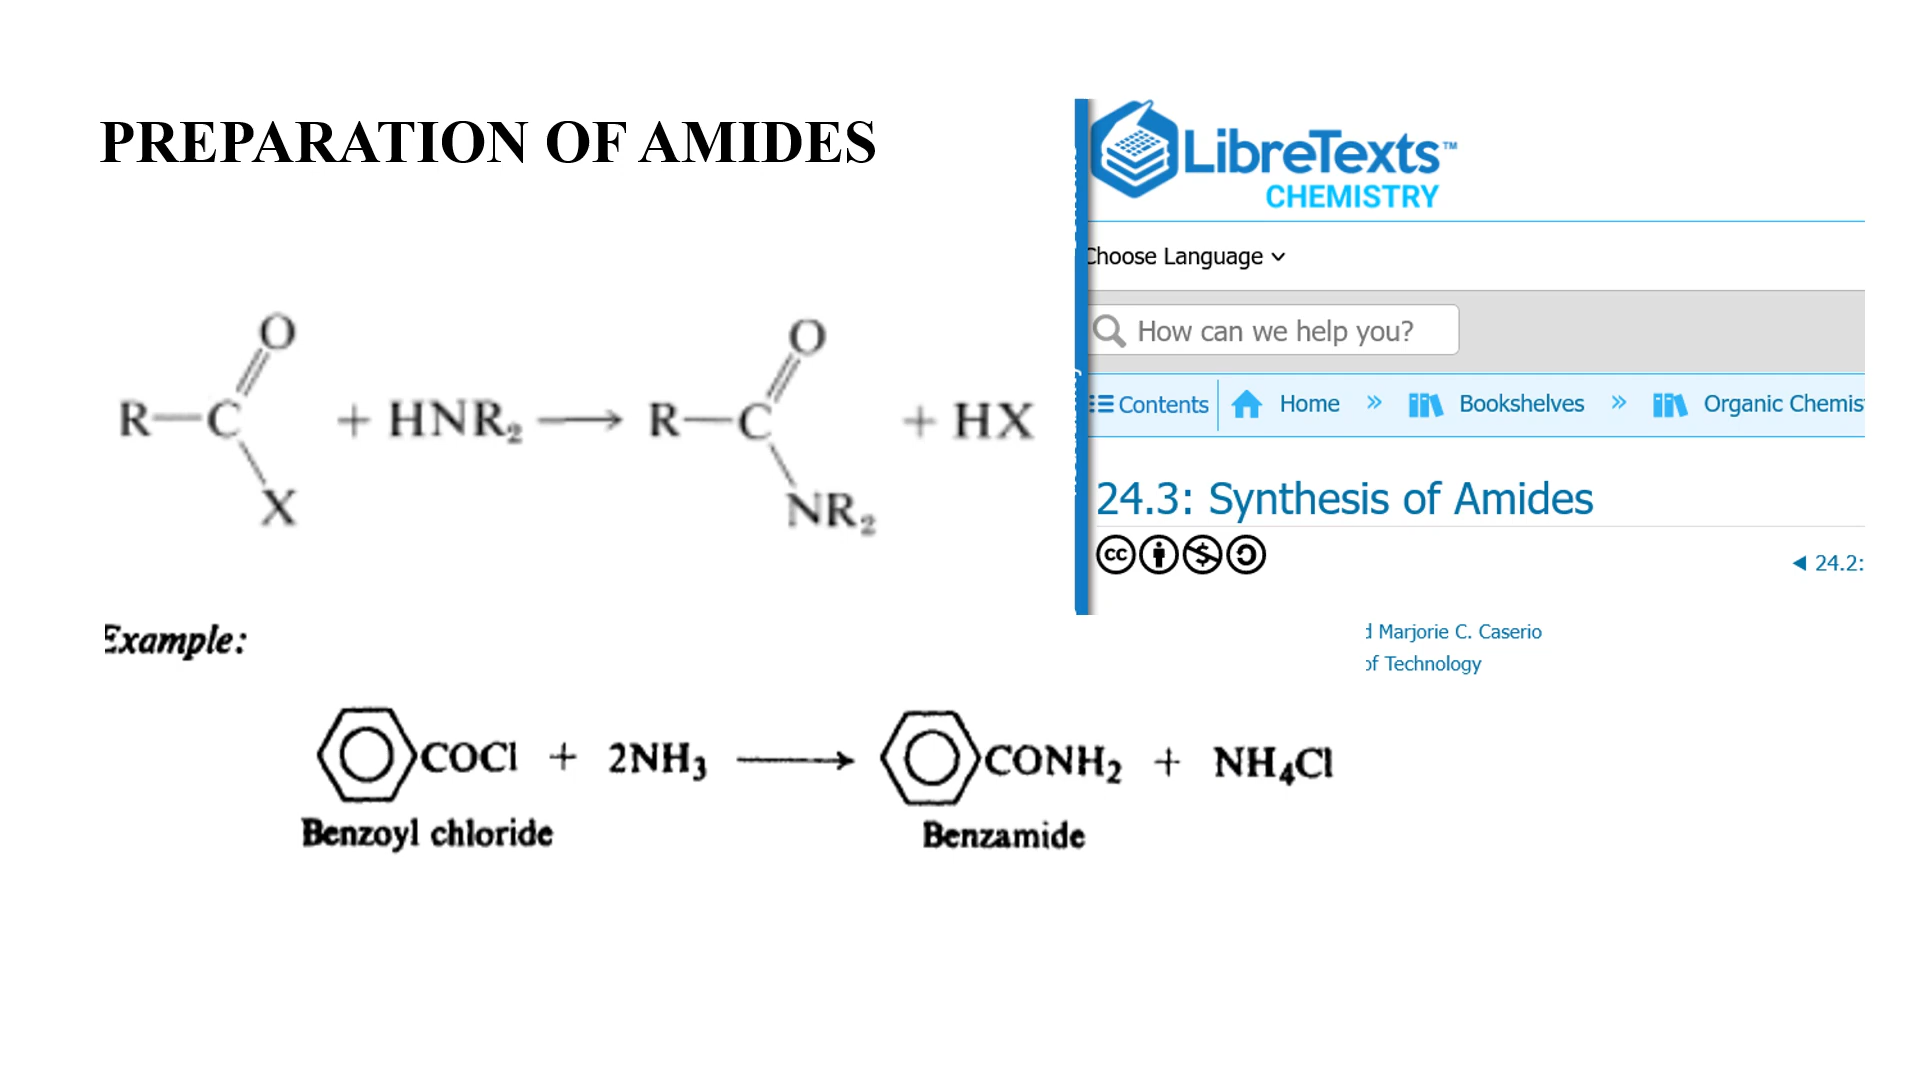 PREPARATION OF AMIDES
O
R—C + HNR₂ → R—C + HX
X
O
NR₂
LibreTexts™
CHEMISTRY
Choose Language
How can we help you?
Contents Home » Bookshelves » Organic Chemis
24.3: Synthesis of Amides
cc
◄ 24.2:
d Marjorie C. Caserio
of Technology
Example:
COCl + 2NH₃ → CONH₂ + NH₄Cl
Benzoyl chloride Benzamide